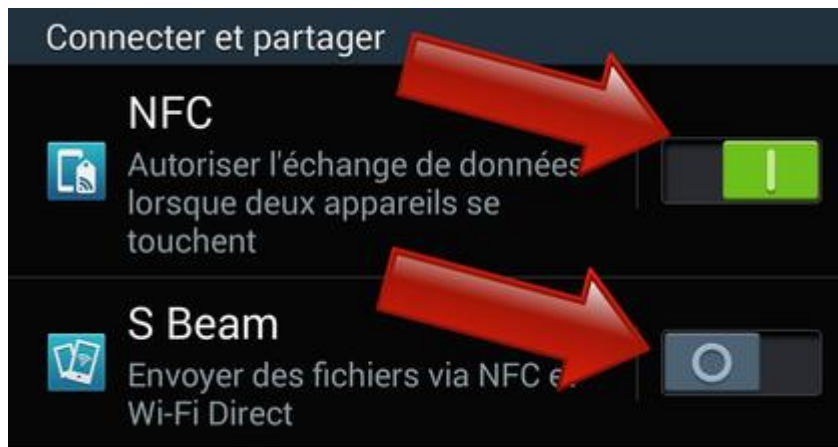 Connecter et partager
NFC
Autoriser l'échange de données
lorsque deux appareils se
touchent
S Beam
Envoyer des fichiers via NFC et
Wi-Fi Direct